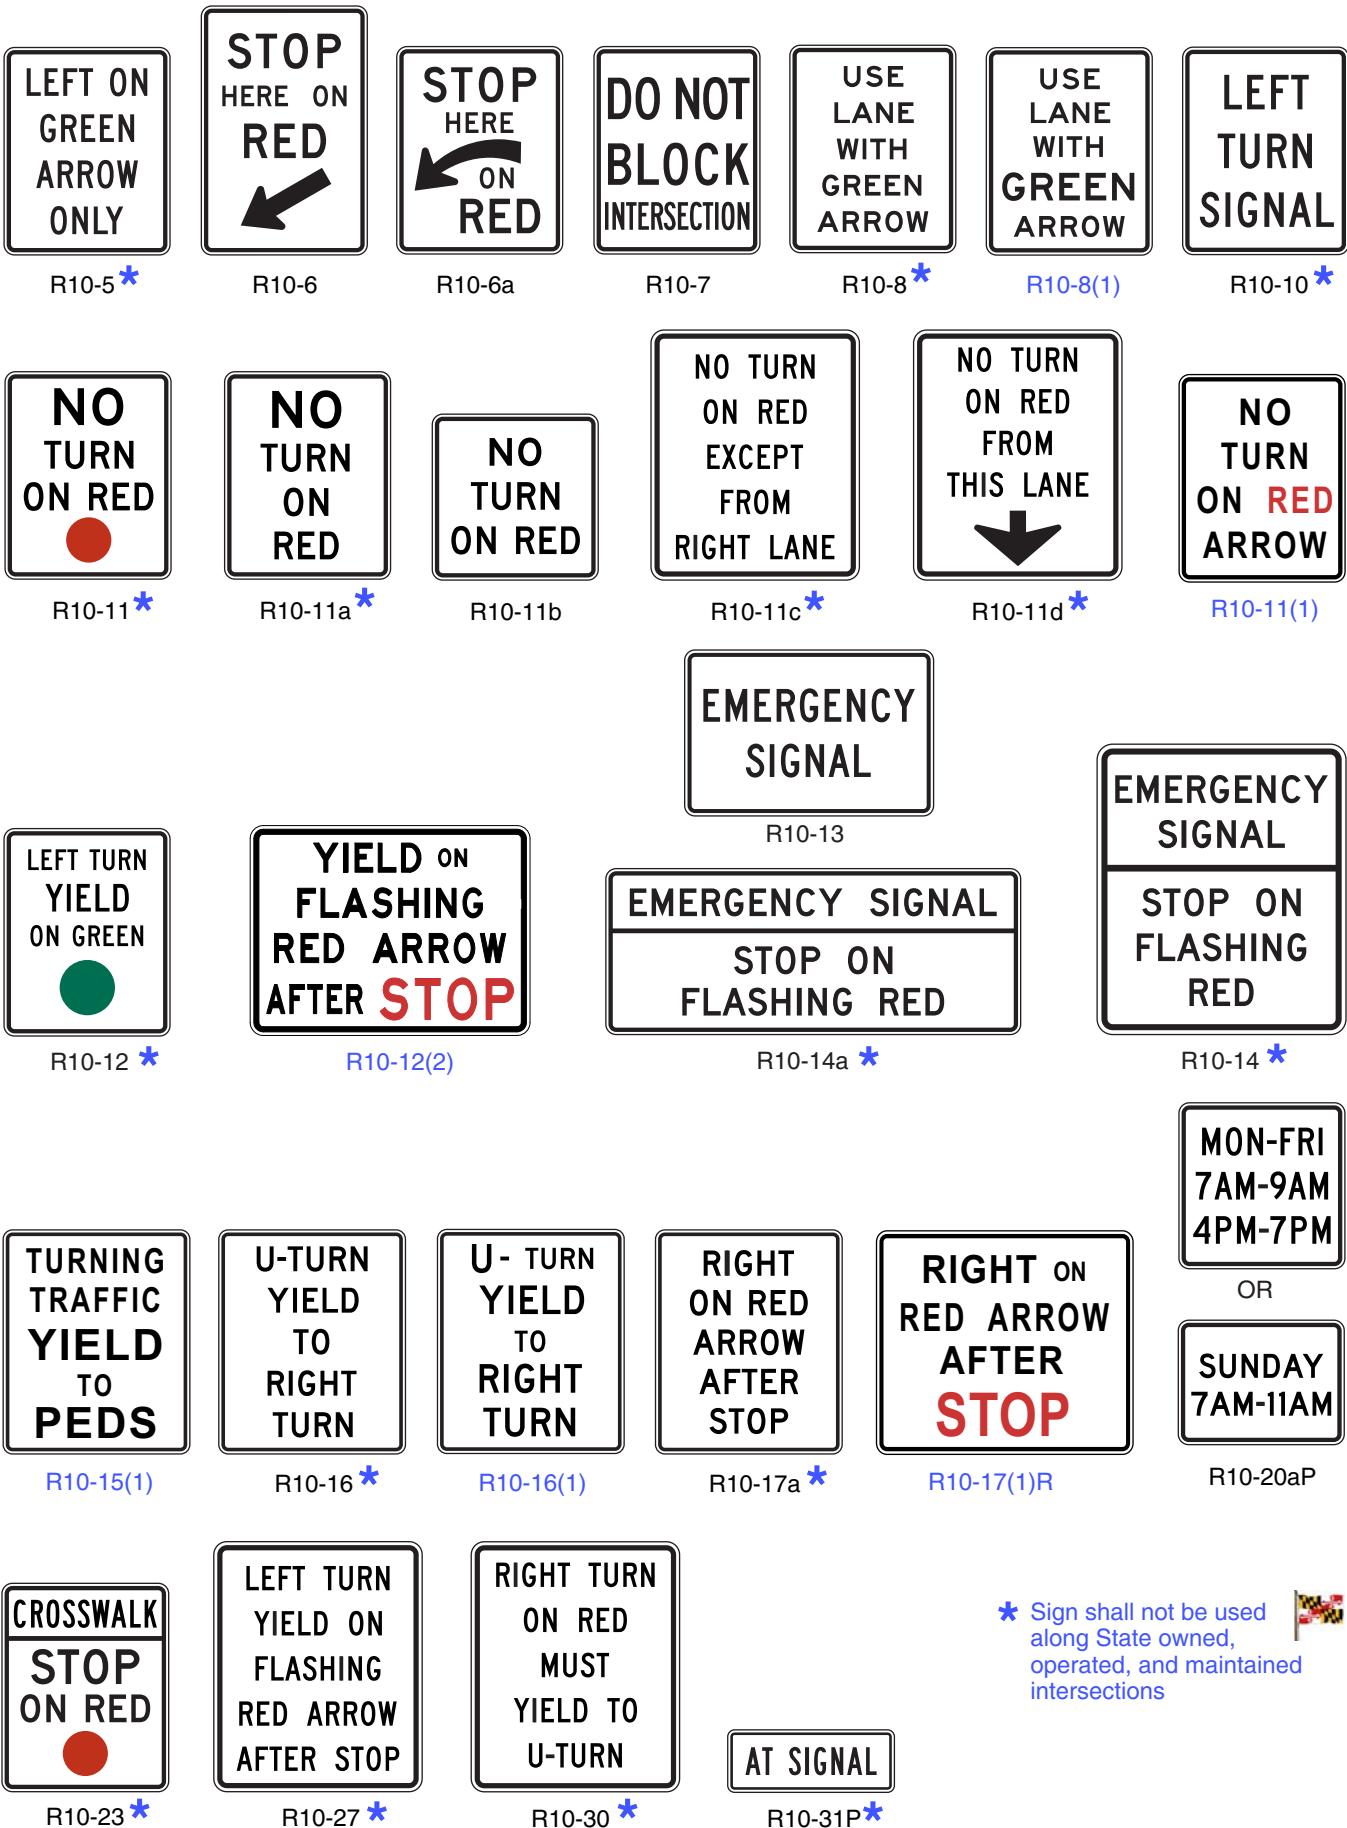 LEFT ON
GREEN
ARROW
ONLY
R10-5*
STOP
HERE ON
RED
R10-6
STOP
HERE
ON
RED
R10-6a
DO NOT
BLOCK
INTERSECTION
R10-7
USE
LANE
WITH
GREEN
ARROW
R10-8*
USE
LANE
WITH
GREEN
ARROW
R10-8(1)
LEFT
TURN
SIGNAL
R10-10*
NO
TURN
ON RED
R10-11*
NO
TURN
ON
RED
R10-11a*
NO
TURN
ON RED
R10-11b
NO TURN
ON RED
EXCEPT
FROM
RIGHT LANE
R10-11c*
NO TURN
ON RED
FROM
THIS LANE
R10-11d*
NO
TURN
ON RED
ARROW
R10-11(1)
LEFT TURN
YIELD
ON GREEN
R10-12 *
YIELD ON
FLASHING
RED ARROW
AFTER STOP
R10-12(2)
EMERGENCY
SIGNAL
R10-13
EMERGENCY SIGNAL
STOP ON
FLASHING RED
R10-14a *
EMERGENCY
SIGNAL
STOP ON
FLASHING
RED
R10-14 *
TURNING
TRAFFIC
YIELD
TO
PEDS
R10-15(1)
U-TURN
YIELD
TO
RIGHT
TURN
R10-16 *
U- TURN
YIELD
TO
RIGHT
TURN
R10-16(1)
RIGHT
ON RED
ARROW
AFTER
STOP
R10-17a *
RIGHT ON
RED ARROW
AFTER
STOP
R10-17(1)R
MON-FRI
7AM-9AM
4PM-7PM
OR
SUNDAY
7AM-11AM
R10-20aP
CROSSWALK
STOP
ON RED
R10-23 *
LEFT TURN
YIELD ON
FLASHING
RED ARROW
AFTER STOP
R10-27 *
RIGHT TURN
ON RED
MUST
YIELD TO
U-TURN
R10-30 *
AT SIGNAL
R10-31P*
* Sign shall not be used
along State owned,
operated, and maintained
intersections